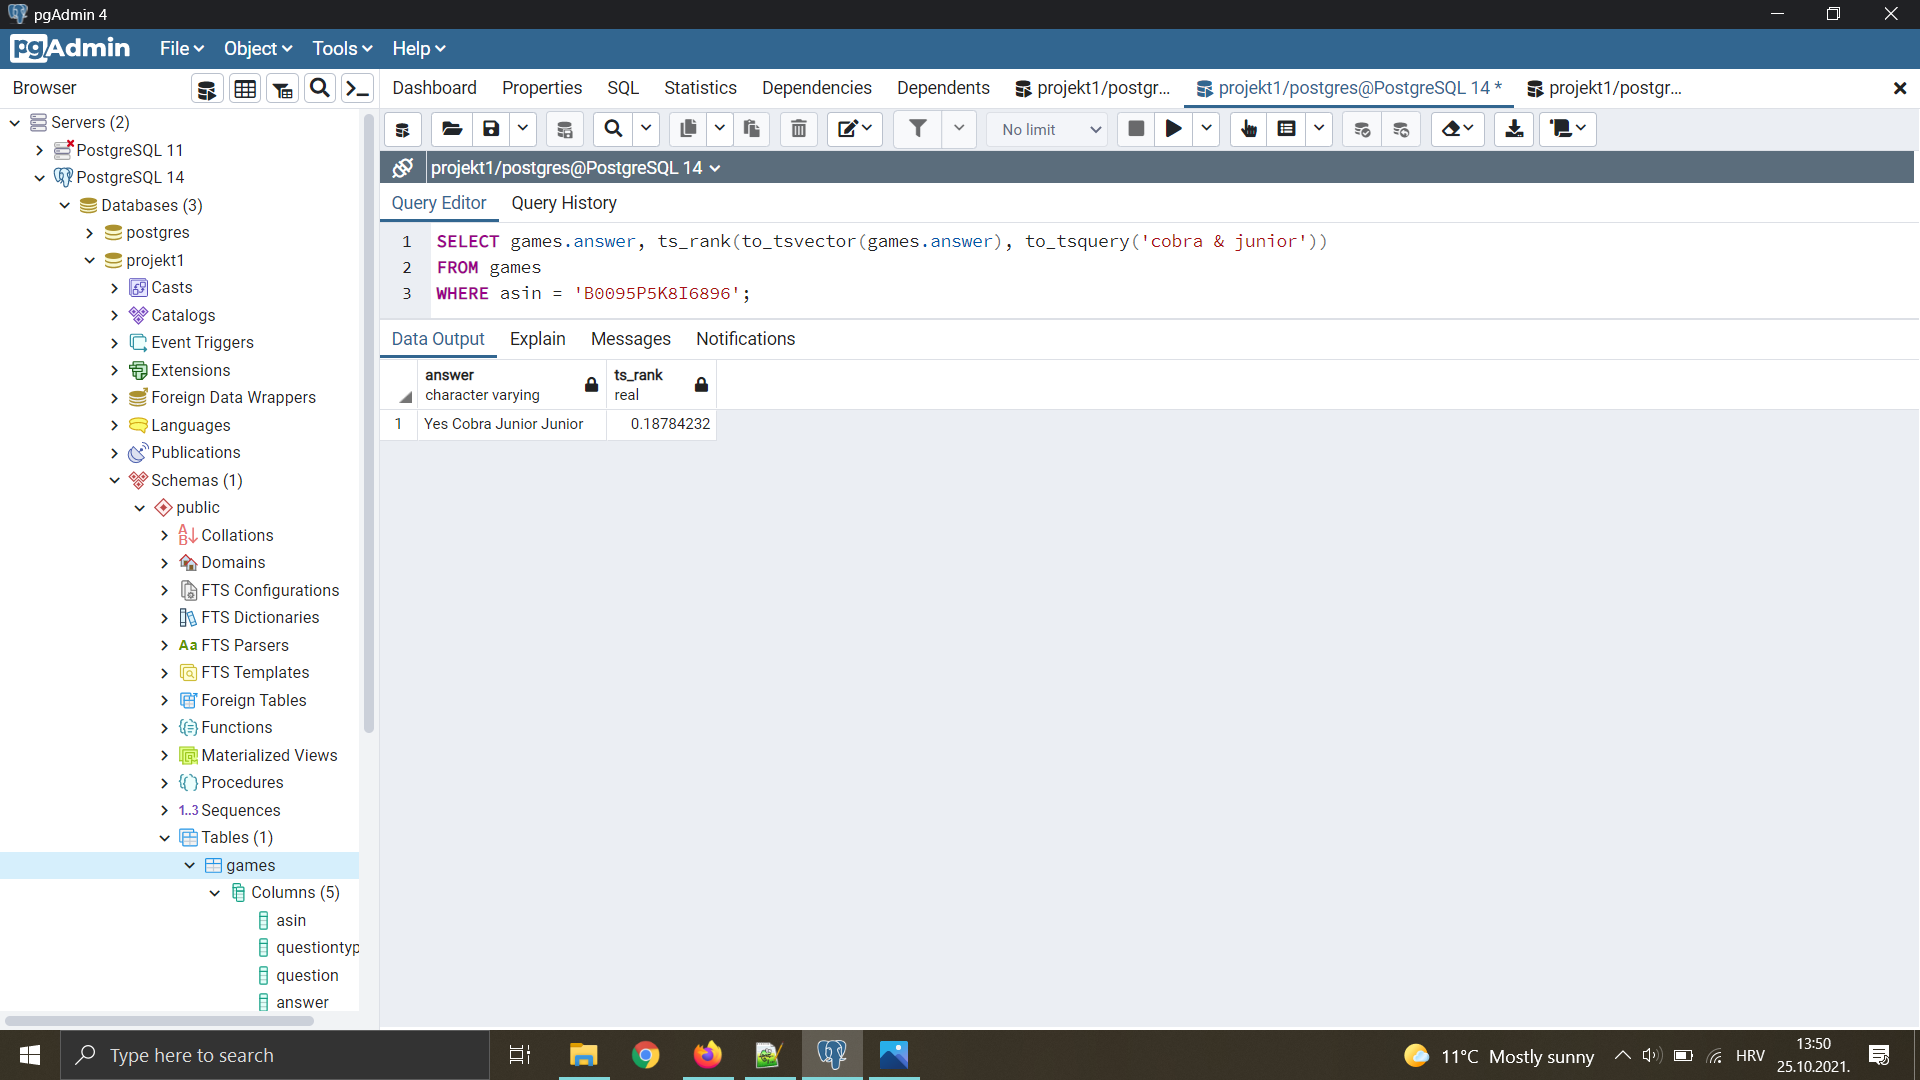 pgAdmin 4
pgAdmin File Object Tools Help
Browser
Dashboard Properties SQL Statistics Dependencies Dependents projekt1/postgr... projekt1/postgres@PostgreSQL 14 * projekt1/postgr...
No limit
projekt1/postgres@PostgreSQL 14
Query Editor Query History
1 SELECT games.answer, ts_rank(to_tsvector(games.answer), to_tsquery('cobra & junior'))
2 FROM games
3 WHERE asin = 'B0095P5K8I6896';
Data Output Explain Messages Notifications
answer
character varying
ts_rank
real
1 Yes Cobra Junior Junior 0.18784232
Servers (2)
PostgreSQL 11
PostgreSQL 14
Databases (3)
postgres
projekt1
Casts
Catalogs
Event Triggers
Extensions
Foreign Data Wrappers
Languages
Publications
Schemas (1)
public
Collations
Domains
FTS Configurations
FTS Dictionaries
Aa FTS Parsers
FTS Templates
Foreign Tables
Functions
Materialized Views
Procedures
1..3 Sequences
Tables (1)
games
Columns (5)
asin
questiontyp
question
answer
Type here to search
11°C Mostly sunny
HRV
13:50
25.10.2021.